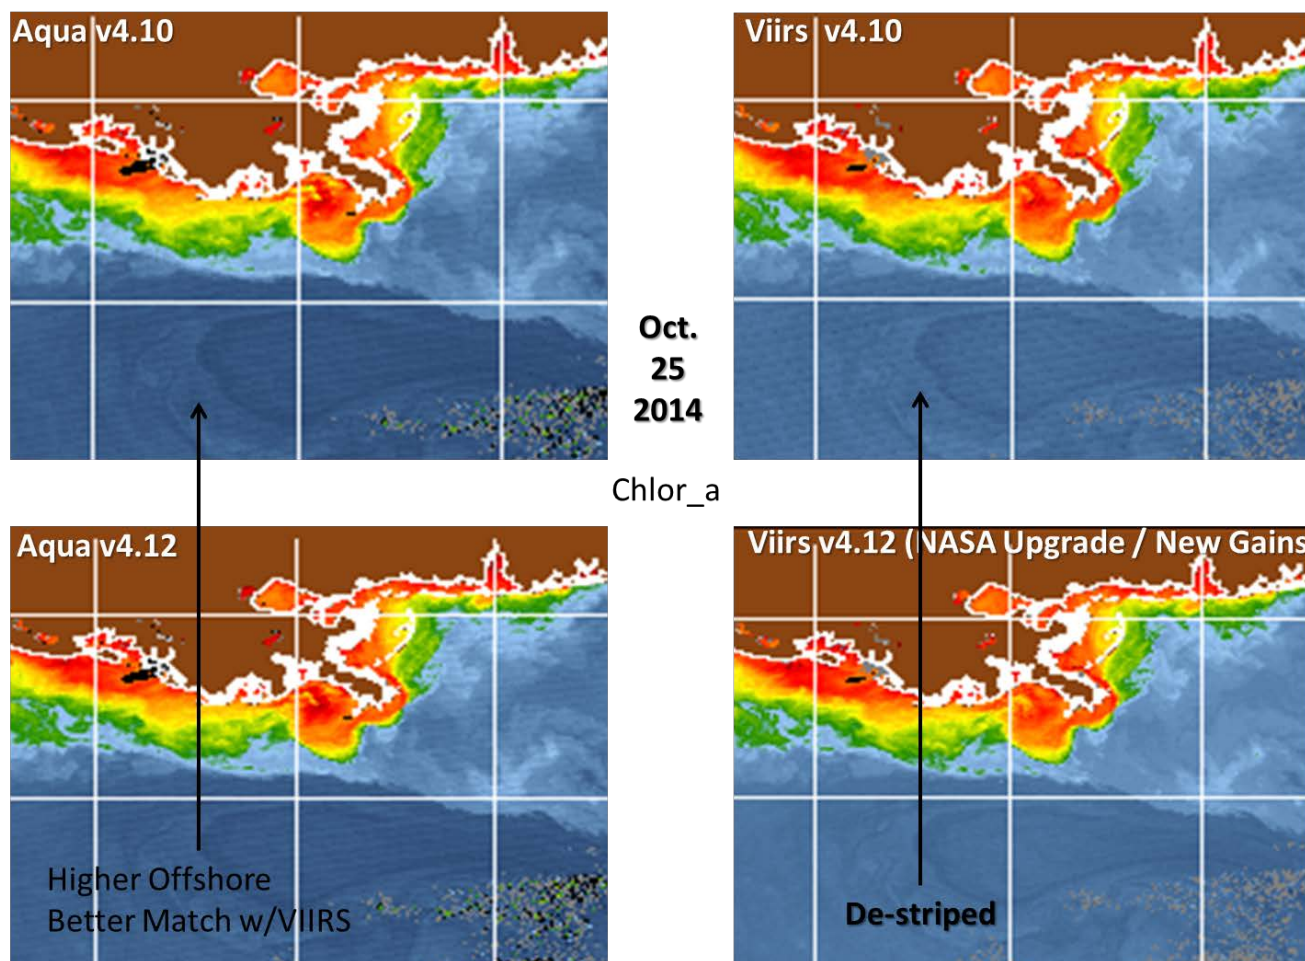 Aqua v4.10
Viirs v4.10
Oct.
25
2014
Chlor_a
Aqua v4.12
Viirs v4.12 (NASA Upgrade / New Gains
Higher Offshore
Better Match w/VIIRS
De-striped